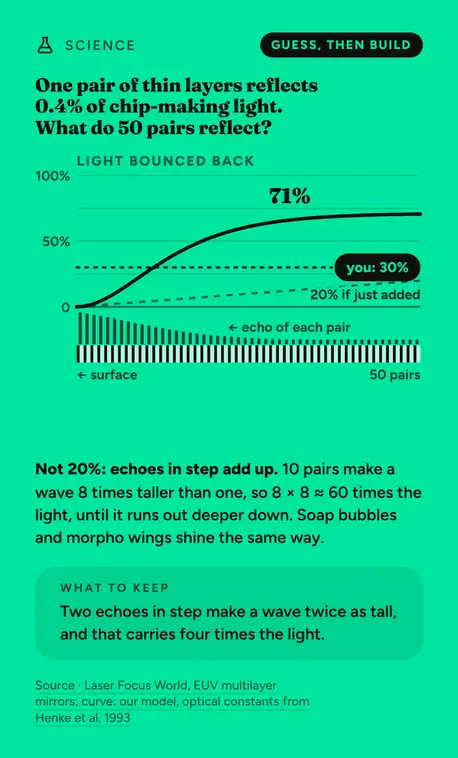 SCIENCE
GUESS, THEN BUILD
One pair of thin layers reflects
0.4% of chip-making light.
What do 50 pairs reflect?
LIGHT BOUNCED BACK
100%
71%
50%
you: 30%
20% if just added
0
← echo of each pair
← surface
50 pairs
Not 20%: echoes in step add up. 10 pairs make a
wave 8 times taller than one, so 8 × 8 ≈ 60 times the
light, until it runs out deeper down. Soap bubbles
and morpho wings shine the same way.
WHAT TO KEEP
Two echoes in step make a wave twice as tall,
and that carries four times the light.
Source · Laser Focus World, EUV multilayer
mirrors; curve: our model, optical constants from
Henke et al. 1993